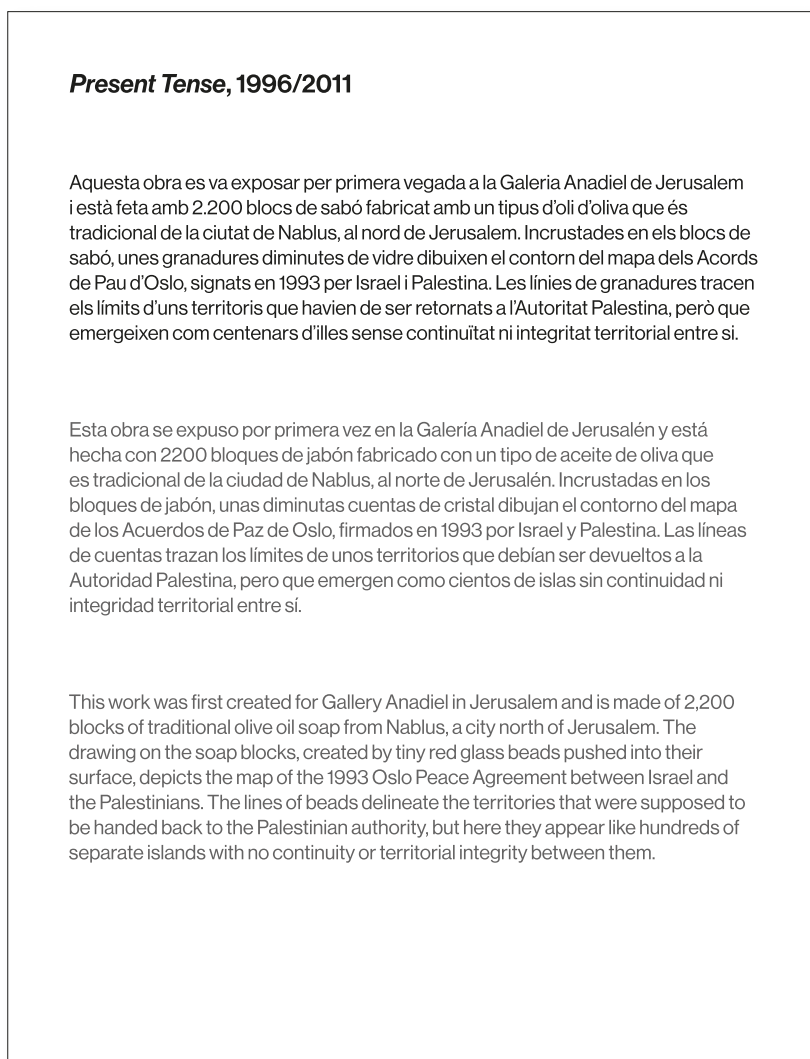 Present Tense, 1996/2011
Aquesta obra es va exposar per primera vegada a la Galeria Anadiel de Jerusalem
i està feta amb 2.200 blocs de sabó fabricat amb un tipus d’oli d’oliva que és
tradicional de la ciutat de Nablus, al nord de Jerusalem. Incrustades en els blocs de
sabó, unes granadures diminutes de vidre dibuixen el contorn del mapa dels Acords
de Pau d’Oslo, signats en 1993 per Israel i Palestina. Les línies de granadures tracen
els límits d’uns territoris que havien de ser retornats a l’Autoritat Palestina, però que
emergeixen com centenars d’illes sense continuïtat ni integritat territorial entre si.
Esta obra se expuso por primera vez en la Galería Anadiel de Jerusalén y está
hecha con 2200 bloques de jabón fabricado con un tipo de aceite de oliva que
es tradicional de la ciudad de Nablus, al norte de Jerusalén. Incrustadas en los
bloques de jabón, unas diminutas cuentas de cristal dibujan el contorno del mapa
de los Acuerdos de Paz de Oslo, firmados en 1993 por Israel y Palestina. Las líneas
de cuentas trazan los límites de unos territorios que debían ser devueltos a la
Autoridad Palestina, pero que emergen como cientos de islas sin continuidad ni
integridad territorial entre sí.
This work was first created for Gallery Anadiel in Jerusalem and is made of 2,200
blocks of traditional olive oil soap from Nablus, a city north of Jerusalem. The
drawing on the soap blocks, created by tiny red glass beads pushed into their
surface, depicts the map of the 1993 Oslo Peace Agreement between Israel and
the Palestinians. The lines of beads delineate the territories that were supposed to
be handed back to the Palestinian authority, but here they appear like hundreds of
separate islands with no continuity or territorial integrity between them.